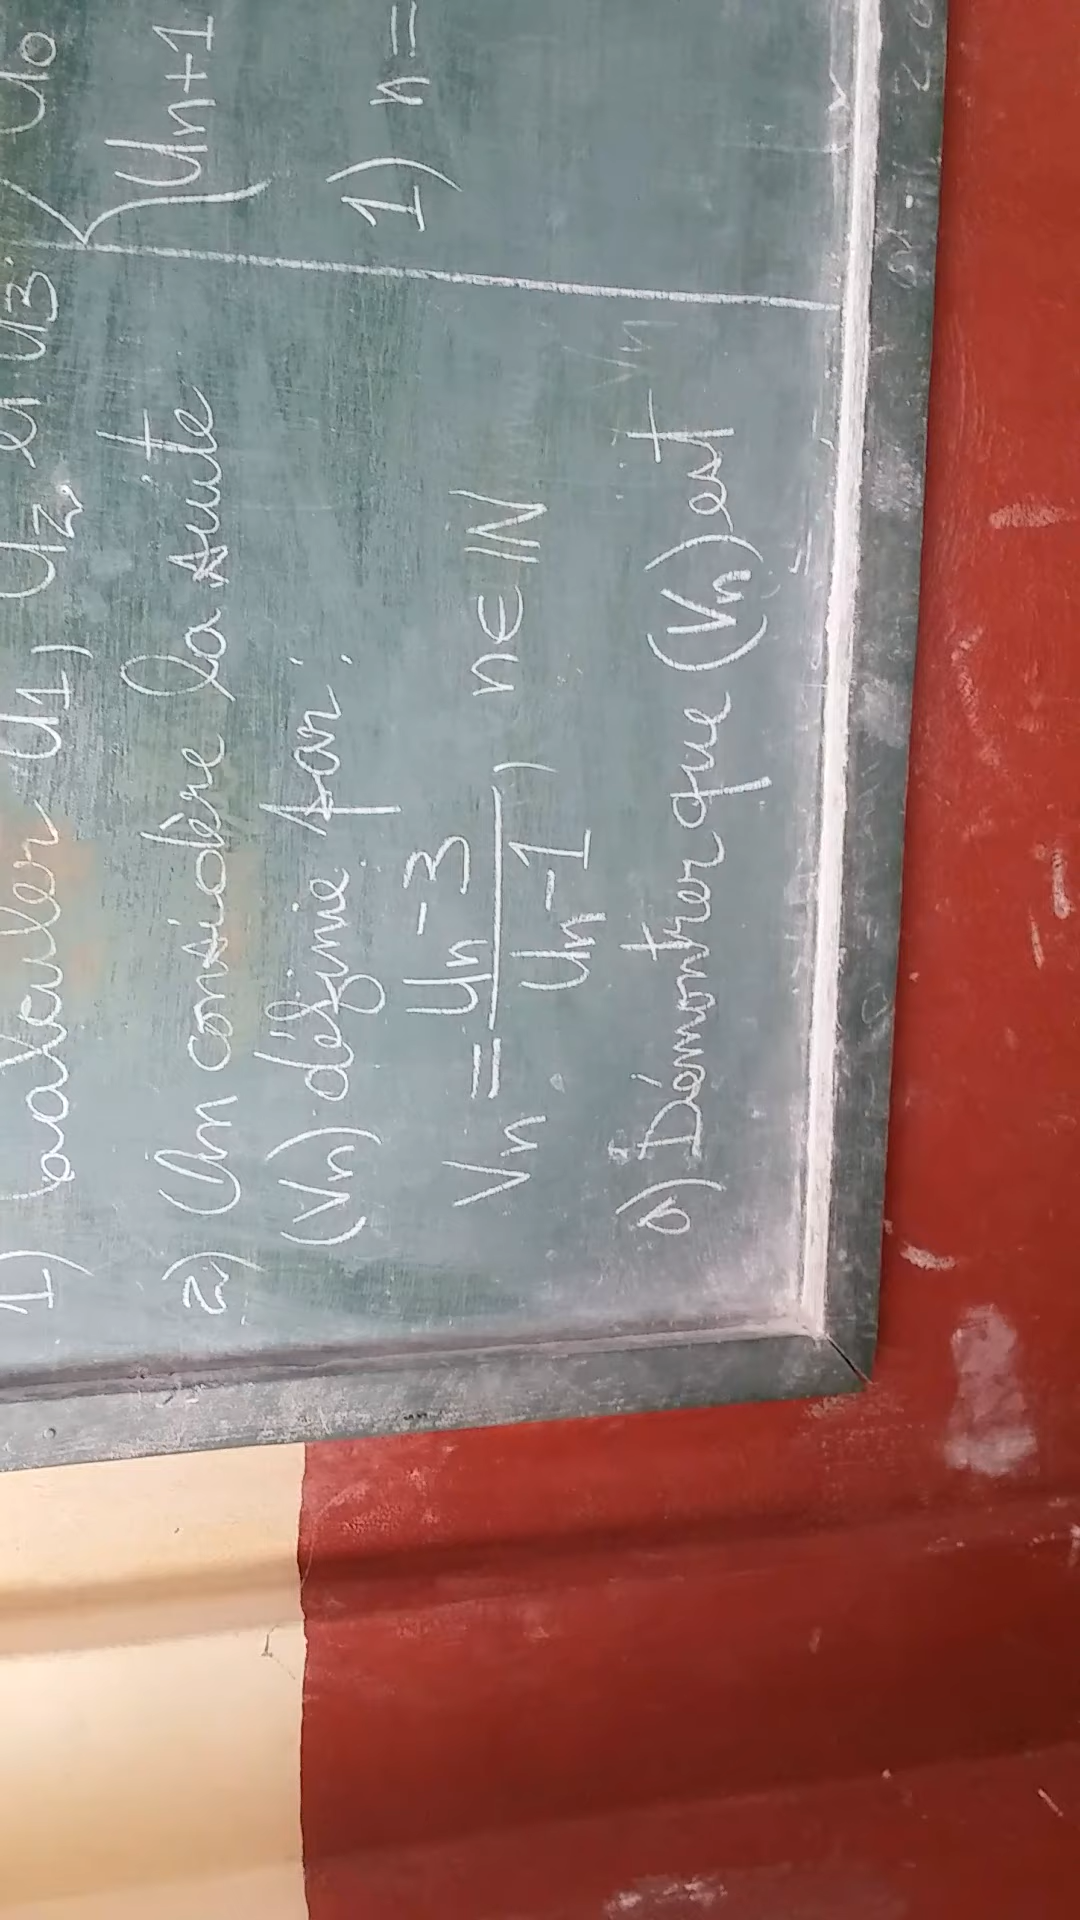 1) Calculer U1, U2 et U3.
2) On considère la suite
(Vn) définie par :
Vn = Un-3 / Un-1 , n ∈ IN
a) Démontrer que (Vn) est
U0
Un+1
1) n=